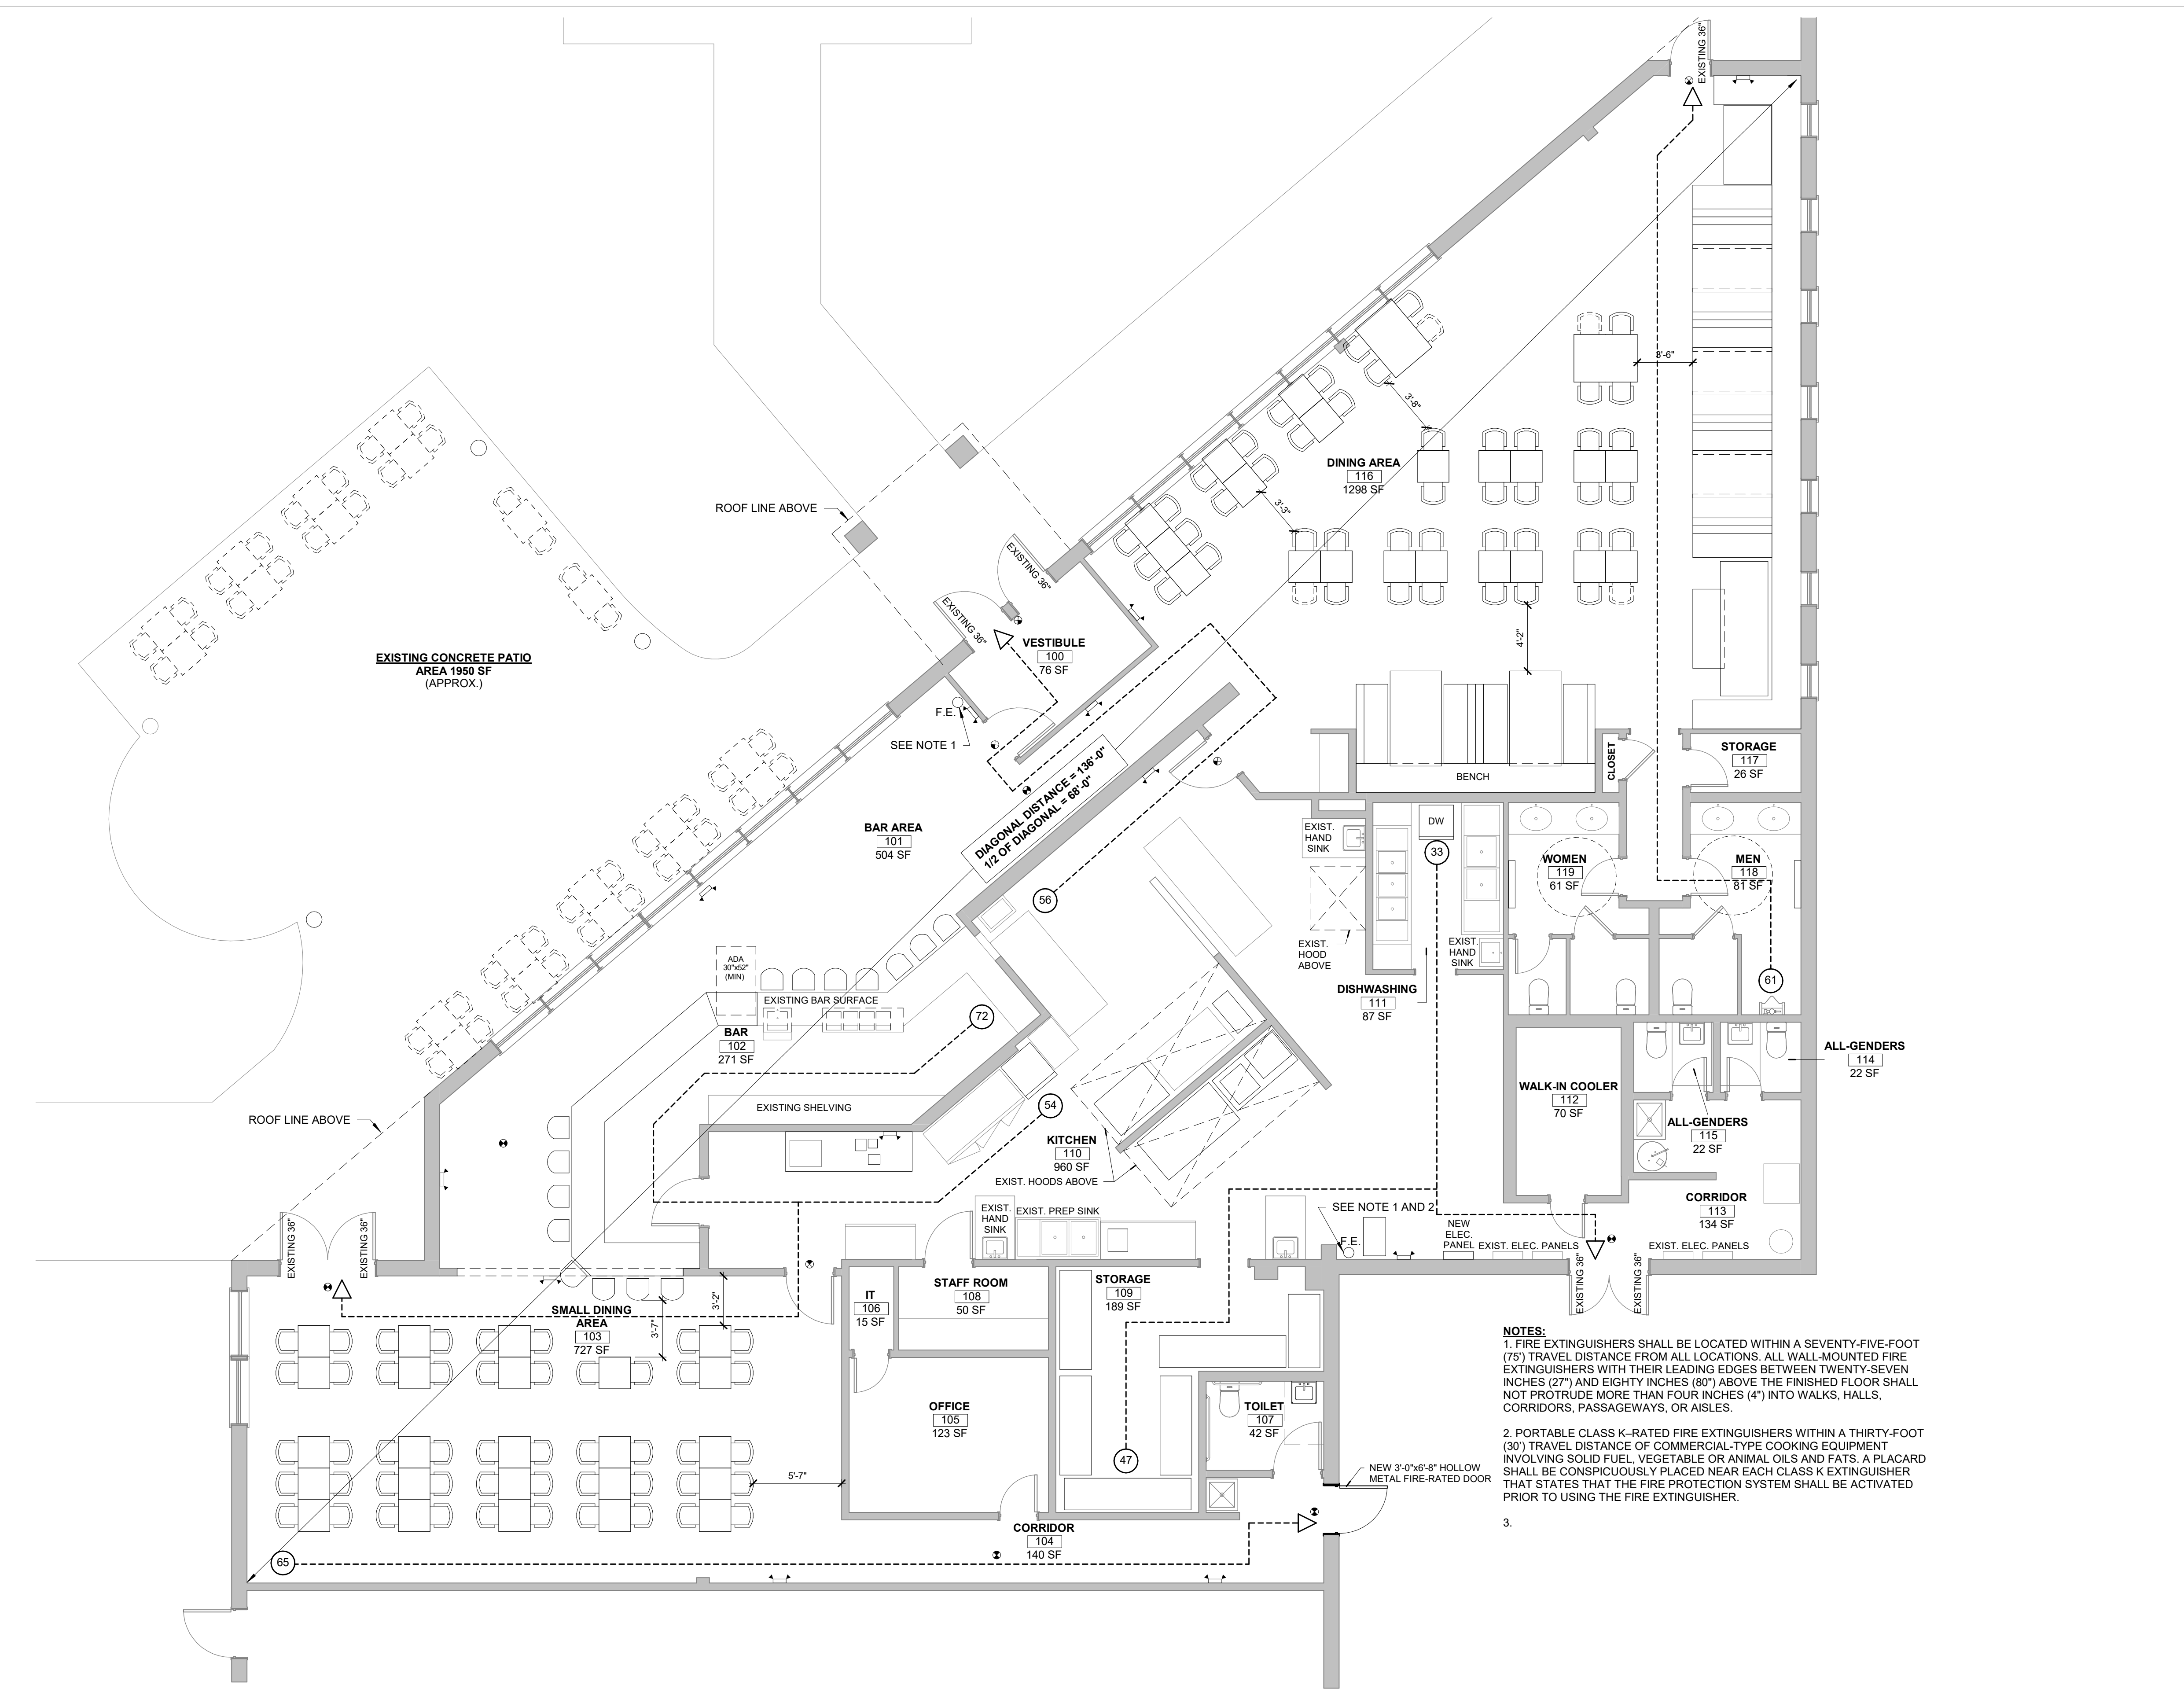 EXISTING 36"
ROOF LINE ABOVE
DINING AREA
116
1298 SF
3'-6"
3'-8"
3'-3"
4'-2"
EXISTING CONCRETE PATIO
AREA 1950 SF
(APPROX.)
EXISTING 36"
EXISTING 36"
VESTIBULE
100
76 SF
F.E.
SEE NOTE 1
DIAGONAL DISTANCE = 136'-0"
1/2 OF DIAGONAL = 68'-0"
BENCH
CLOSET
STORAGE
117
26 SF
BAR AREA
101
504 SF
EXIST.
HAND
SINK
DW
33
WOMEN
119
61 SF
MEN
118
81 SF
56
EXIST.
HOOD
ABOVE
EXIST.
HAND
SINK
ADA
30"x52"
(MIN)
EXISTING BAR SURFACE
72
61
DISHWASHING
111
87 SF
BAR
102
271 SF
ALL-GENDERS
114
22 SF
ROOF LINE ABOVE
EXISTING SHELVING
54
KITCHEN
110
960 SF
EXIST. HOODS ABOVE
WALK-IN COOLER
112
70 SF
ALL-GENDERS
115
22 SF
EXISTING 36"
EXISTING 36"
EXIST.
HAND
SINK
EXIST. PREP SINK
SEE NOTE 1 AND 2
F.E.
NEW
ELEC.
PANEL
EXIST. ELEC. PANELS
CORRIDOR
113
134 SF
EXIST. ELEC. PANELS
EXISTING 36"
EXISTING 36"
SMALL DINING
AREA
103
727 SF
3'-7"
3'-2"
IT
106
15 SF
STAFF ROOM
108
50 SF
STORAGE
109
189 SF
OFFICE
105
123 SF
TOILET
107
42 SF
47
5'-7"
NEW 3'-0"x6'-8" HOLLOW
METAL FIRE-RATED DOOR
CORRIDOR
104
140 SF
65
NOTES:
1. FIRE EXTINGUISHERS SHALL BE LOCATED WITHIN A SEVENTY-FIVE-FOOT
(75') TRAVEL DISTANCE FROM ALL LOCATIONS. ALL WALL-MOUNTED FIRE
EXTINGUISHERS WITH THEIR LEADING EDGES BETWEEN TWENTY-SEVEN
INCHES (27") AND EIGHTY INCHES (80") ABOVE THE FINISHED FLOOR SHALL
NOT PROTRUDE MORE THAN FOUR INCHES (4") INTO WALKS, HALLS,
CORRIDORS, PASSAGEWAYS, OR AISLES.
2. PORTABLE CLASS K–RATED FIRE EXTINGUISHERS WITHIN A THIRTY-FOOT
(30') TRAVEL DISTANCE OF COMMERCIAL-TYPE COOKING EQUIPMENT
INVOLVING SOLID FUEL, VEGETABLE OR ANIMAL OILS AND FATS. A PLACARD
SHALL BE CONSPICUOUSLY PLACED NEAR EACH CLASS K EXTINGUISHER
THAT STATES THAT THE FIRE PROTECTION SYSTEM SHALL BE ACTIVATED
PRIOR TO USING THE FIRE EXTINGUISHER.
3.